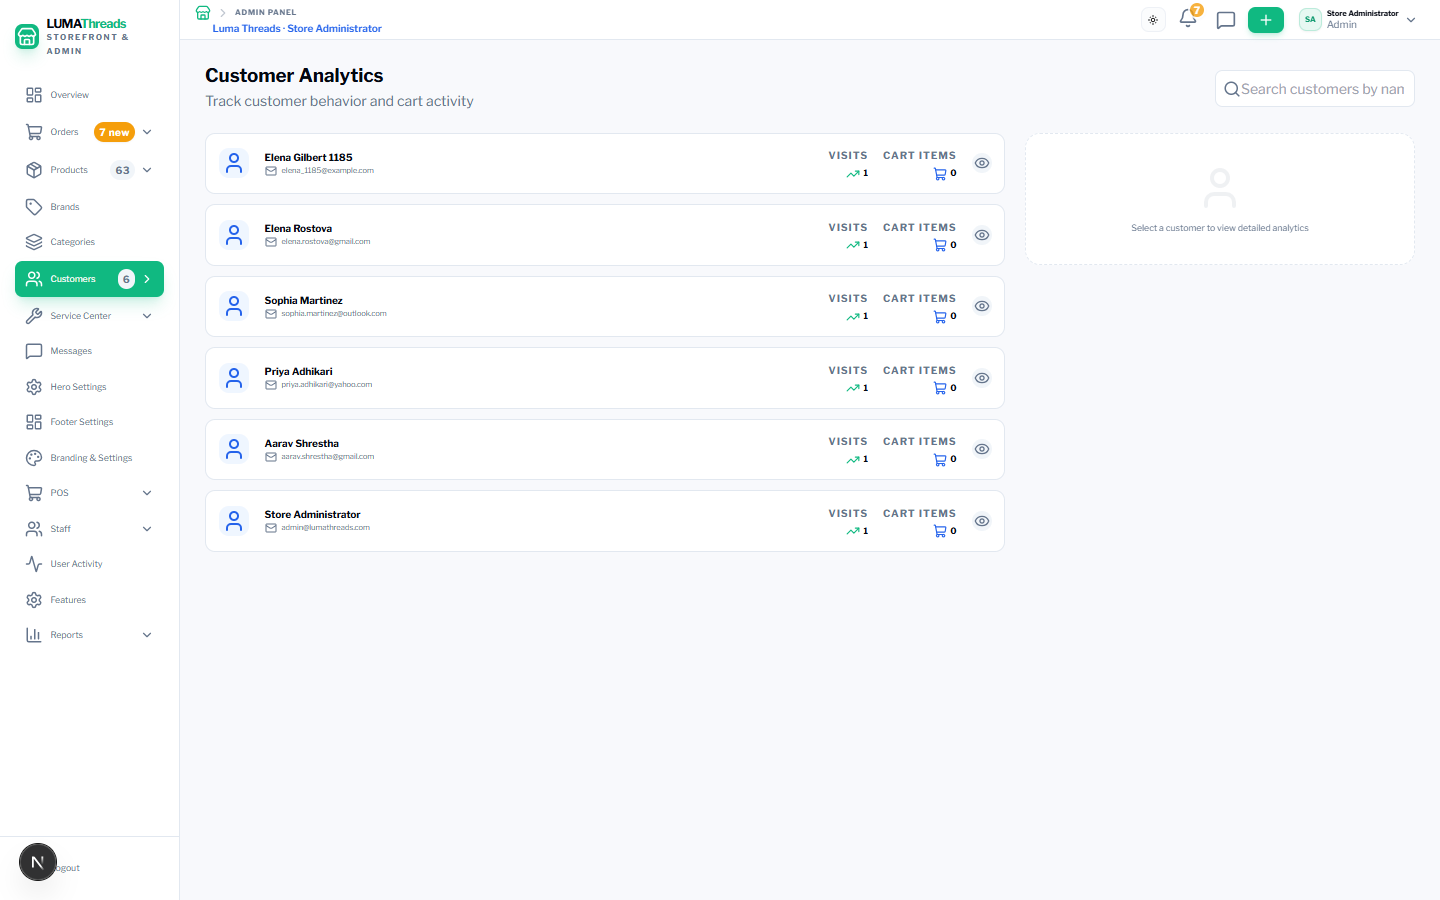 LUMAThreads
STOREFRONT &
ADMIN
Overview
Orders 7 new
Products 63
Brands
Categories
Customers 6
Service Center
Messages
Hero Settings
Footer Settings
Branding & Settings
POS
Staff
User Activity
Features
Reports
N
ogout
ADMIN PANEL
Luma Threads · Store Administrator
7
SA
Store Administrator
Admin
Customer Analytics
Track customer behavior and cart activity
Search customers by nan
Elena Gilbert 1185
elena_1185@example.com
VISITS CART ITEMS
1 0
Elena Rostova
elena.rostova@gmail.com
VISITS CART ITEMS
1 0
Sophia Martinez
sophia.martinez@outlook.com
VISITS CART ITEMS
1 0
Priya Adhikari
priya.adhikari@yahoo.com
VISITS CART ITEMS
1 0
Aarav Shrestha
aarav.shrestha@gmail.com
VISITS CART ITEMS
1 0
Store Administrator
admin@lumathreads.com
VISITS CART ITEMS
1 0
Select a customer to view detailed analytics